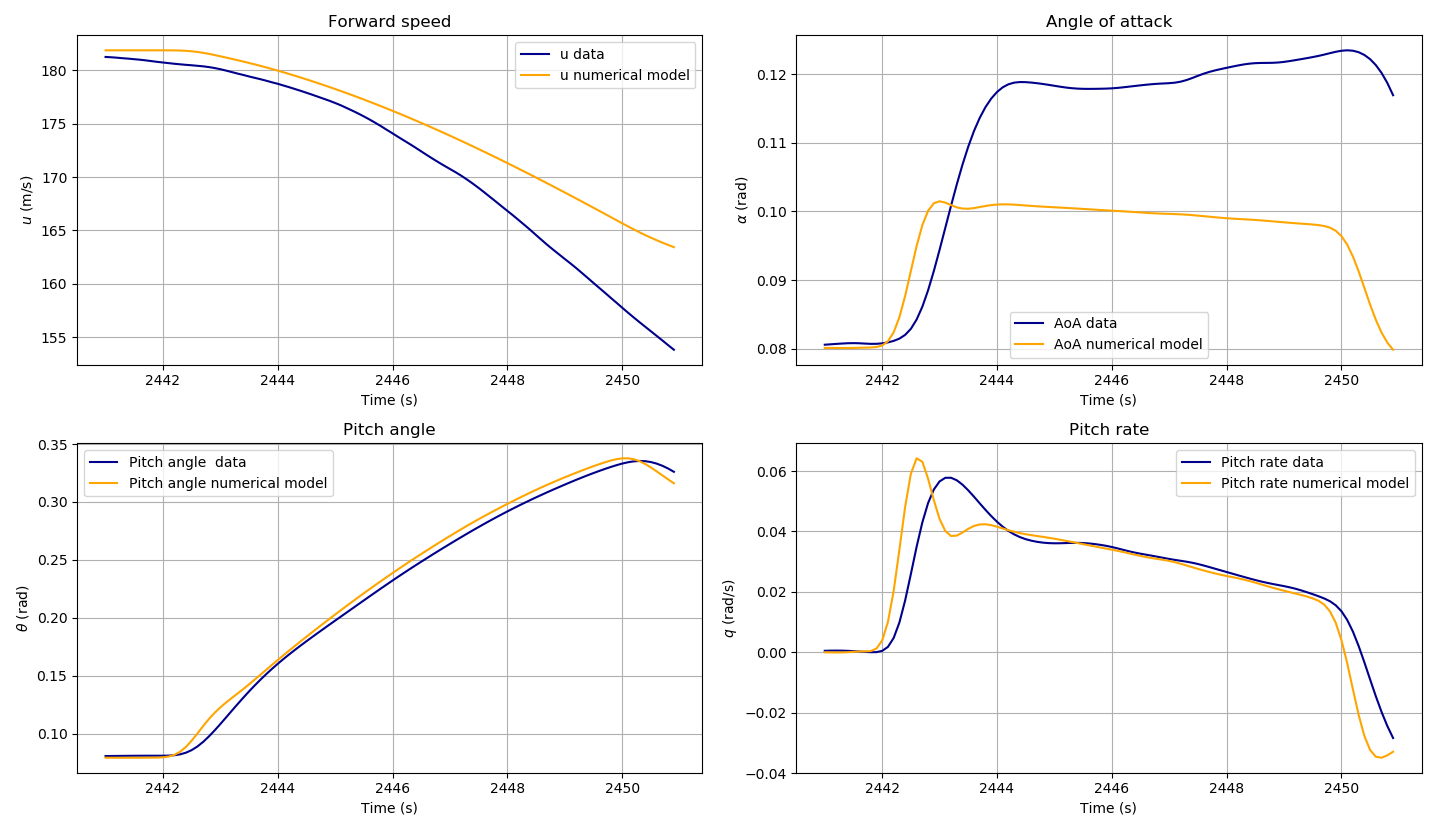 Forward speed
u data
u numerical model
180
175
170
165
160
155
u (m/s)
2442 2444 2446 2448 2450
Time (s)
Angle of attack
0.12
0.11
0.10
0.09
0.08
α (rad)
AoA data
AoA numerical model
2442 2444 2446 2448 2450
Time (s)
Pitch angle
Pitch angle  data
Pitch angle numerical model
0.35
0.30
0.25
0.20
0.15
0.10
θ (rad)
2442 2444 2446 2448 2450
Time (s)
Pitch rate
Pitch rate data
Pitch rate numerical model
0.06
0.04
0.02
0.00
−0.02
−0.04
q (rad/s)
2442 2444 2446 2448 2450
Time (s)